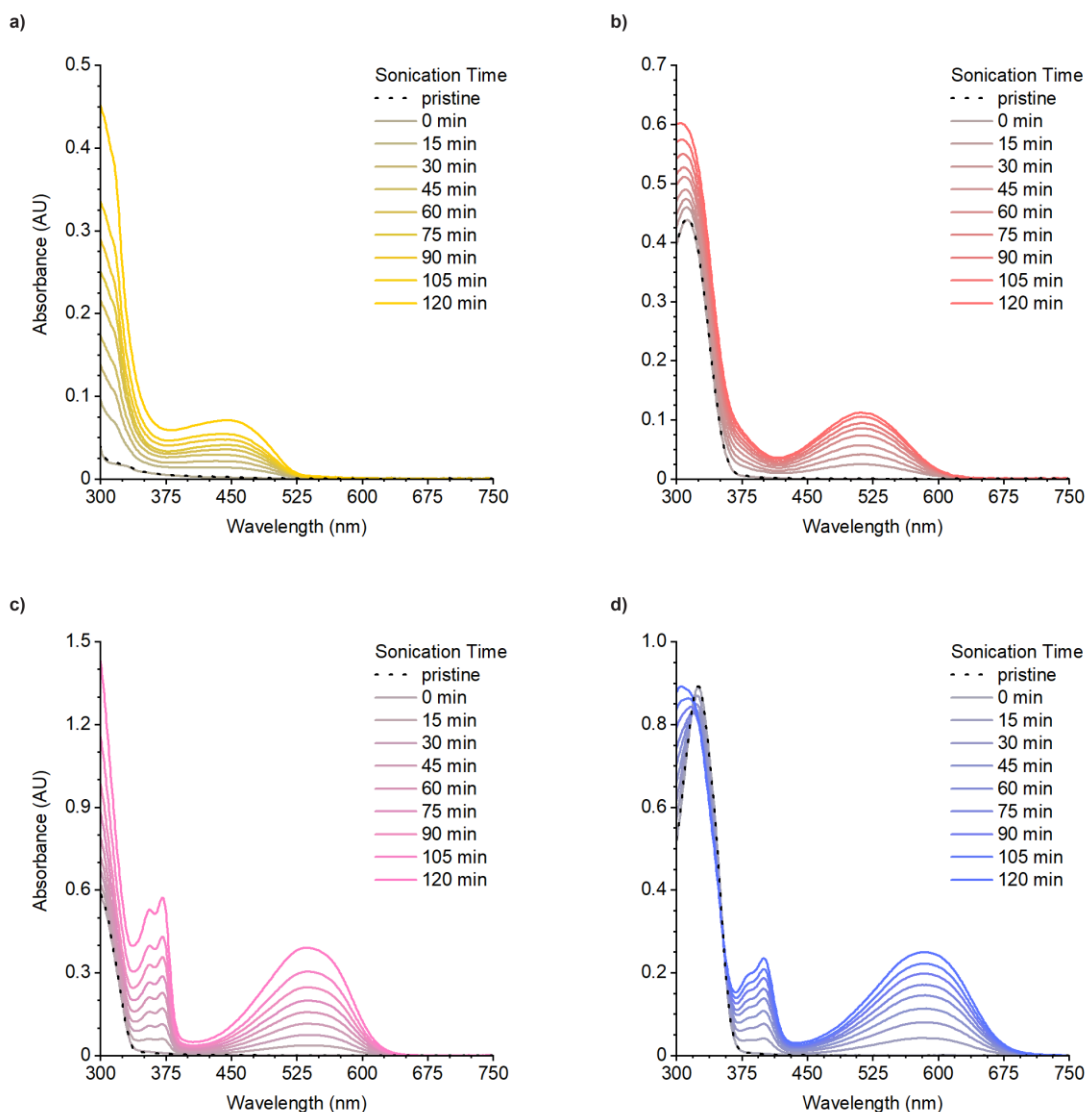 a)
0.5
0.4
0.3
0.2
0.1
0
Absorbance (AU)
300 375 450 525 600 675 750
Wavelength (nm)
Sonication Time
pristine
0 min
15 min
30 min
45 min
60 min
75 min
90 min
105 min
120 min
b)
0.7
0.6
0.5
0.4
0.3
0.2
0.1
0
300 375 450 525 600 675 750
Wavelength (nm)
Sonication Time
pristine
0 min
15 min
30 min
45 min
60 min
75 min
90 min
105 min
120 min
c)
1.5
1.2
0.9
0.6
0.3
0
Absorbance (AU)
300 375 450 525 600 675 750
Wavelength (nm)
Sonication Time
pristine
0 min
15 min
30 min
45 min
60 min
75 min
90 min
105 min
120 min
d)
1.0
0.8
0.6
0.4
0.2
0
300 375 450 525 600 675 750
Wavelength (nm)
Sonication Time
pristine
0 min
15 min
30 min
45 min
60 min
75 min
90 min
105 min
120 min